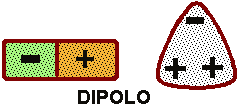 - + -
+ +
DIPOLO